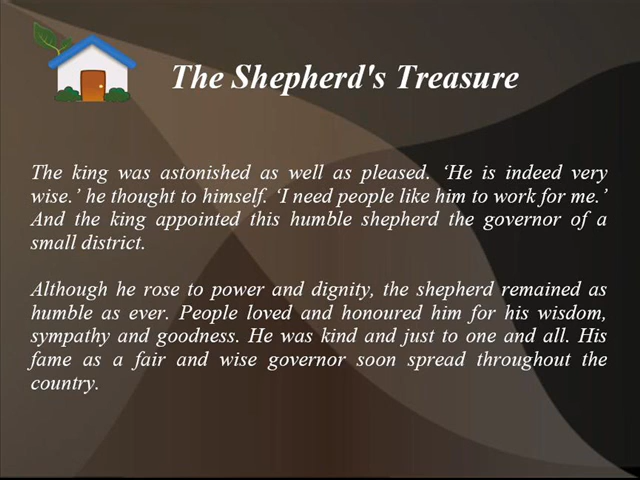 The Shepherd's Treasure
The king was astonished as well as pleased. ‘He is indeed very
wise.’ he thought to himself. ‘I need people like him to work for me.’
And the king appointed this humble shepherd the governor of a
small district.
Although he rose to power and dignity, the shepherd remained as
humble as ever. People loved and honoured him for his wisdom,
sympathy and goodness. He was kind and just to one and all. His
fame as a fair and wise governor soon spread throughout the
country.